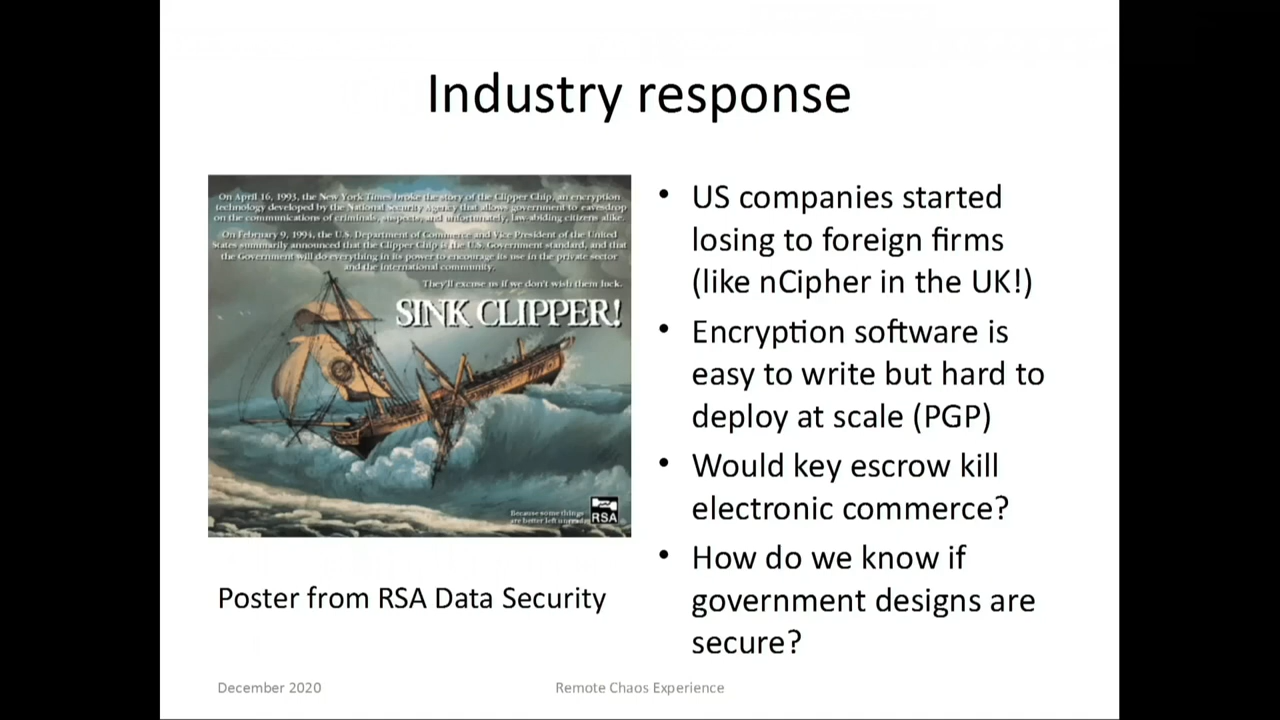 Industry response
On April 16, 1993, the New York Times broke the story of the Clipper Chip, an encryption
technology developed by the National Security Agency that allows government to eavesdrop
on the communications of criminals, suspects, and unfortunately, law-abiding citizens alike.
On February 9, 1994, the U.S. Department of Commerce and Vice President of the United
States summarily announced that the Clipper Chip is the U.S. Government standard, and that
the Government will do everything in its power to encourage its use in the private sector
and the international community.
They'll excuse us if we don't wish them luck.
SINK CLIPPER!
Because some things
are better left unread.
RSA
Poster from RSA Data Security
• US companies started
losing to foreign firms
(like nCipher in the UK!)
• Encryption software is
easy to write but hard to
deploy at scale (PGP)
• Would key escrow kill
electronic commerce?
• How do we know if
government designs are
secure?
December 2020
Remote Chaos Experience